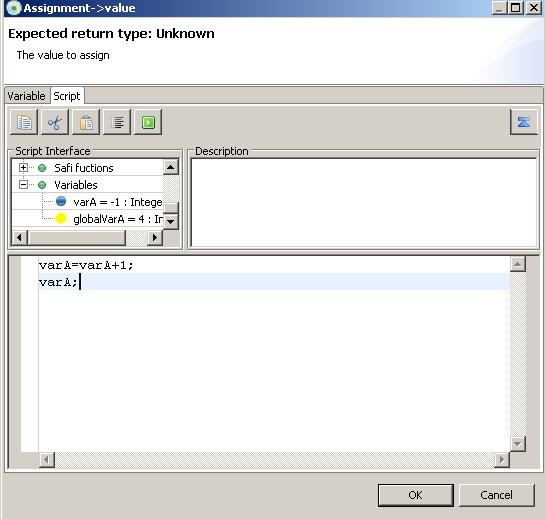 Assignment->value
Expected return type: Unknown
The value to assign
Variable Script
Script Interface
Description
Safi fuctions
Variables
varA = -1 : Intege
globalVarA = 4 : Ir
varA=varA+1;
varA;
OK Cancel